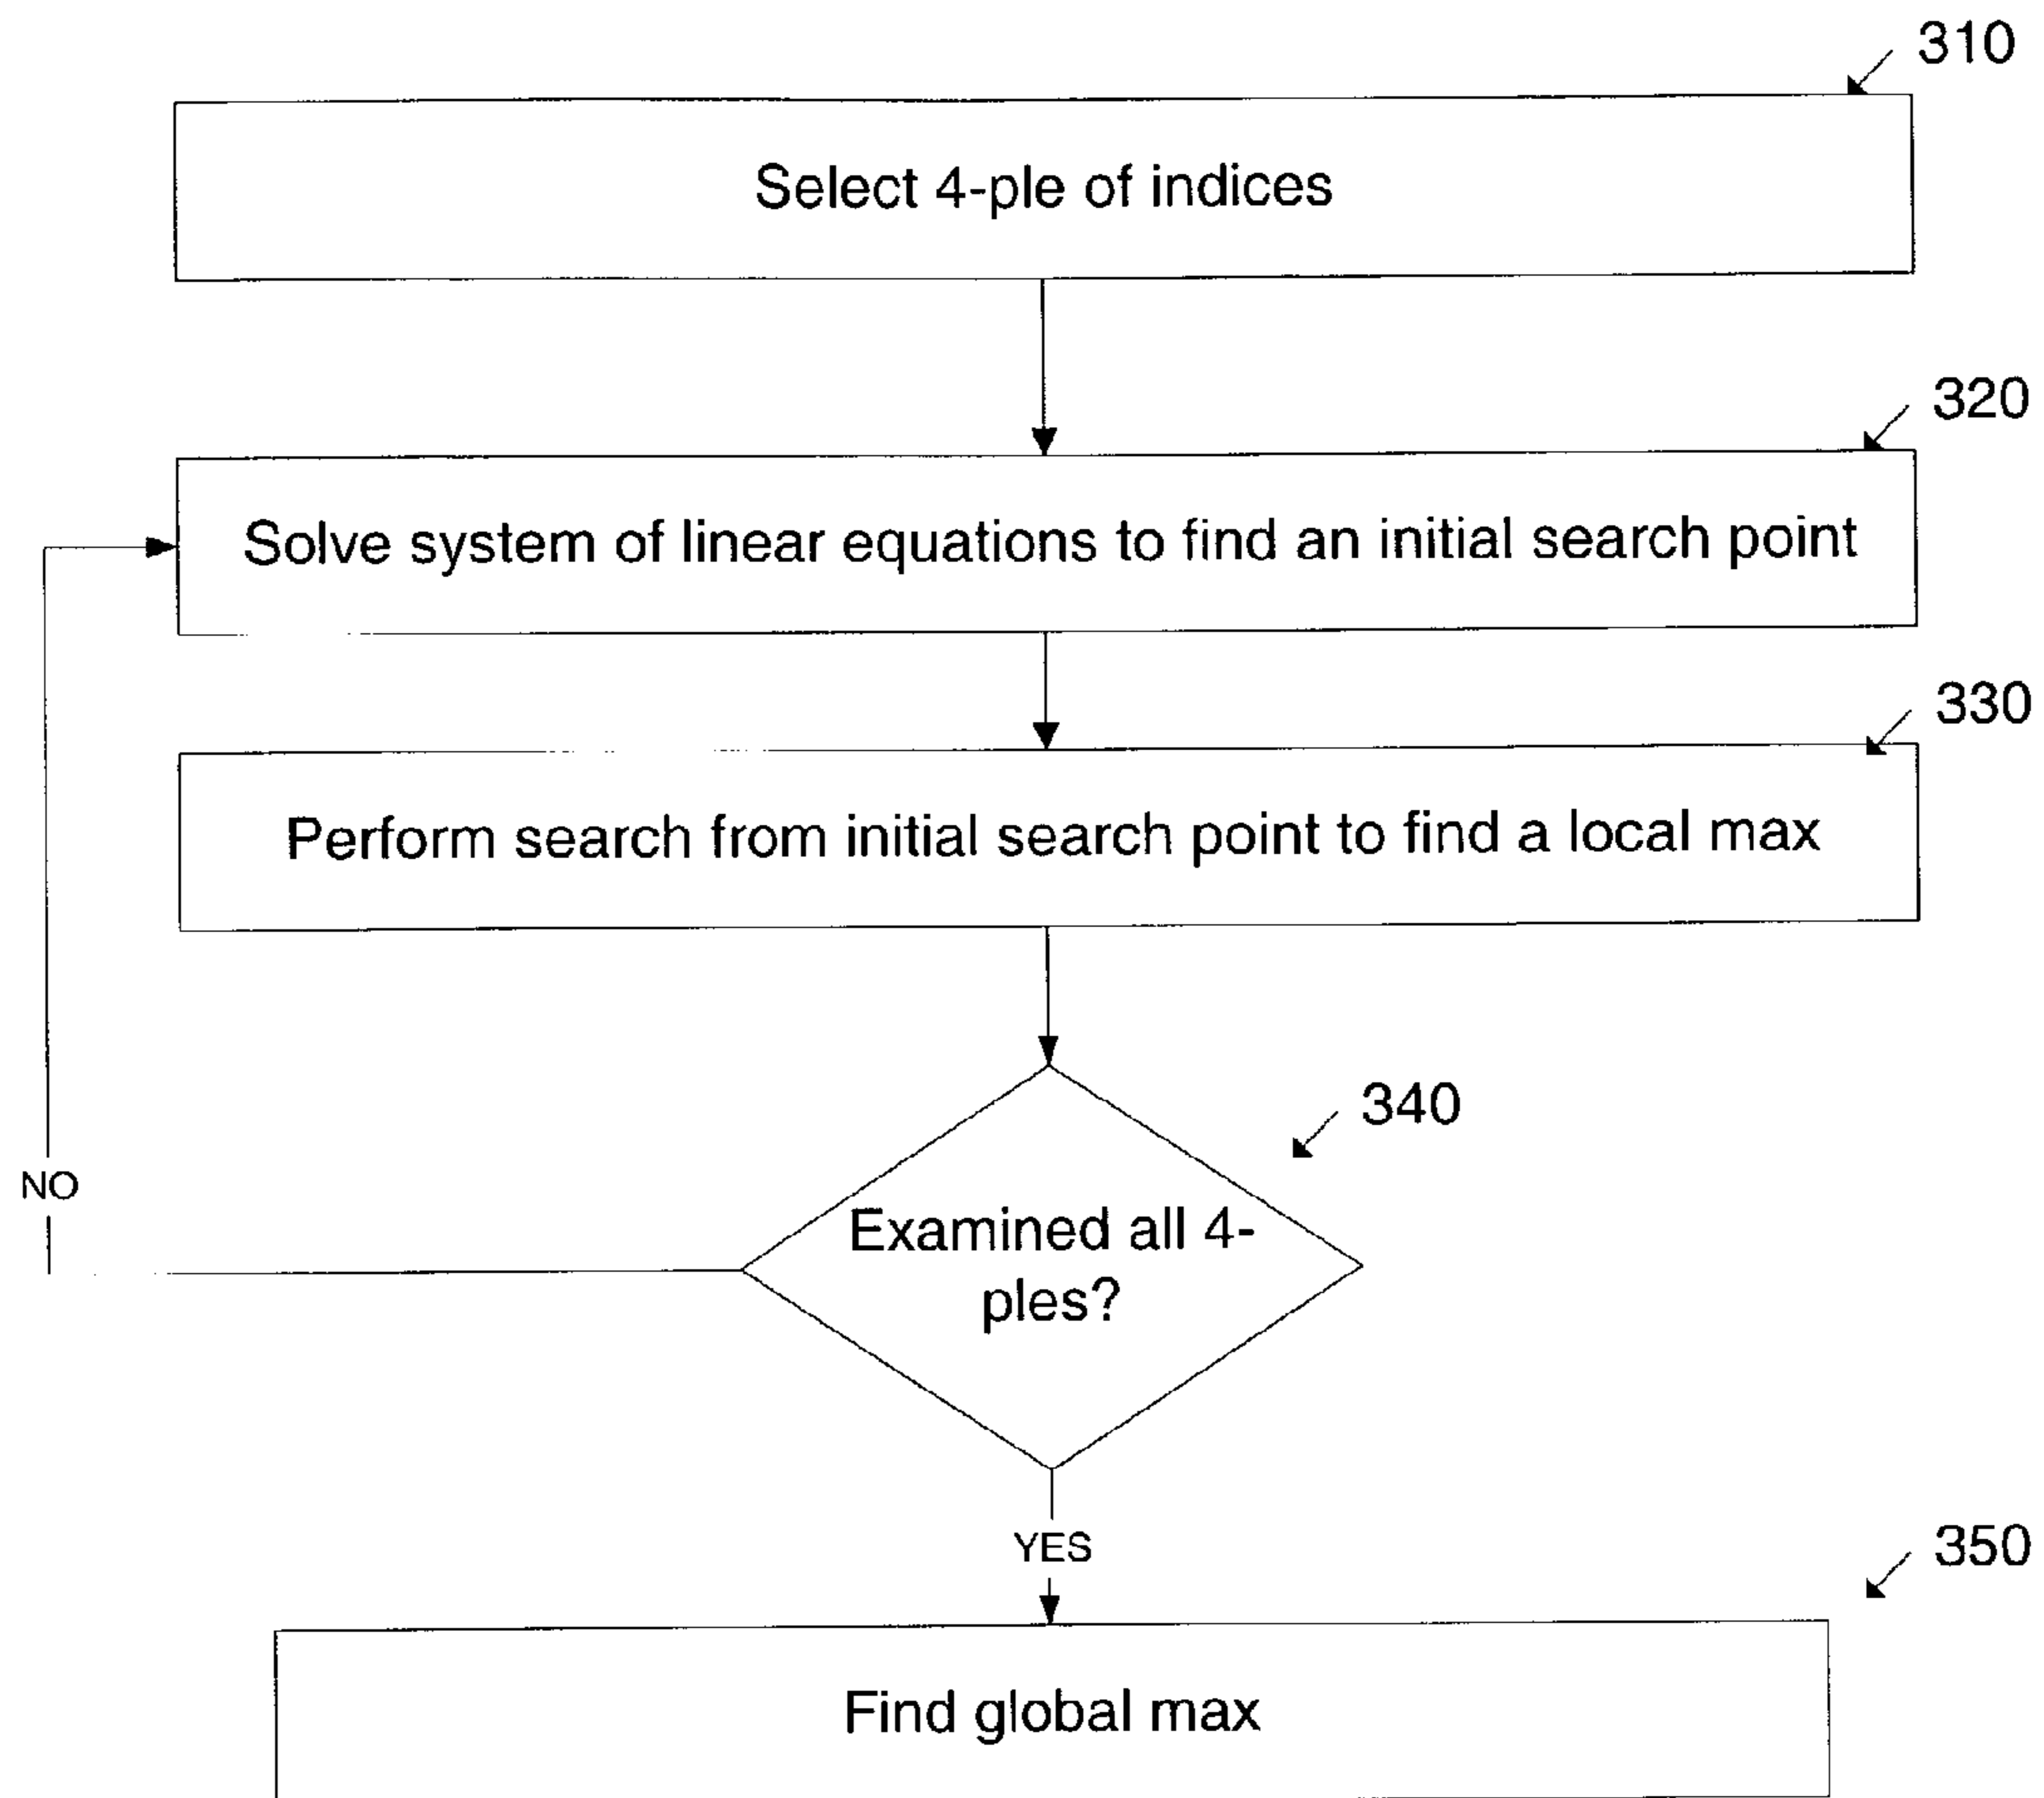 310
Select 4-ple of indices
320
Solve system of linear equations to find an initial search point
330
Perform search from initial search point to find a local max
340
NO
Examined all 4-
ples?
YES
350
Find global max